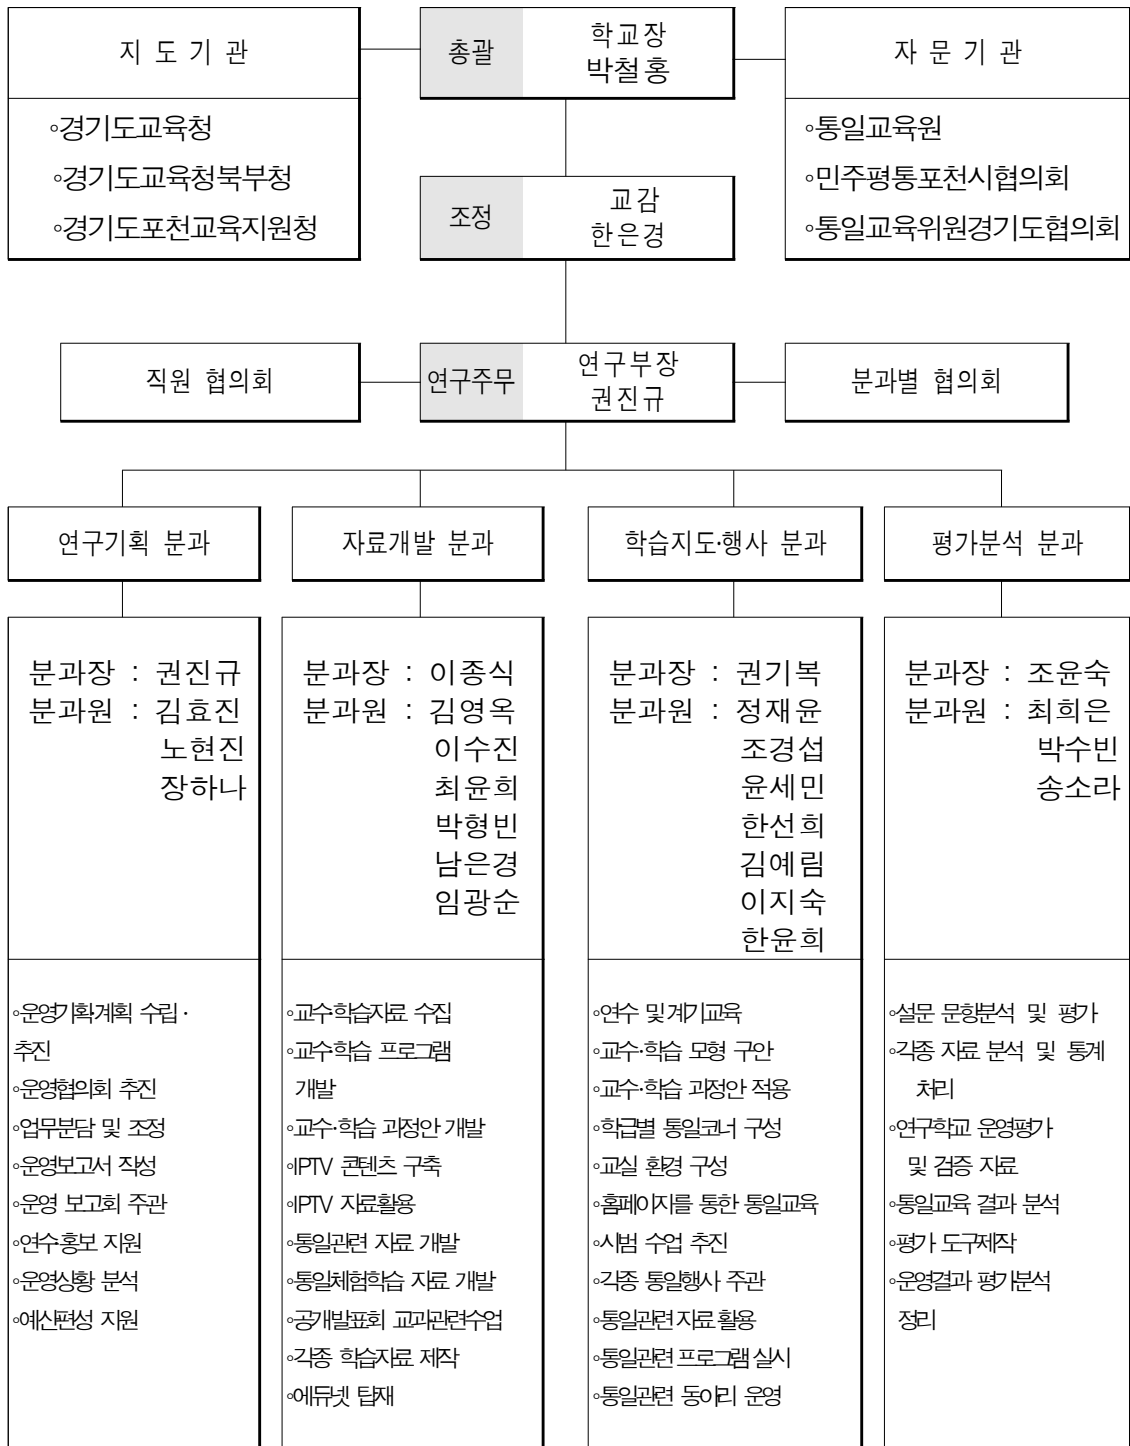 지 도 기 관
◦경기도교육청
◦경기도교육청북부청
◦경기도포천교육지원청
총괄
학교장
박철홍
자 문 기 관
◦통일교육원
◦민주평통포천시협의회
◦통일교육위원경기도협의회
조정
교감
한은경
직원 협의회
연구주무
연구부장
권진규
분과별 협의회
연구기획 분과
분과장 : 권진규
분과원 : 김효진
노현진
장하나
◦운영기획·계획 수립·
추진
◦운영협의회 추진
◦업무분담 및 조정
◦운영보고서 작성
◦운영 보고회 주관
◦연수·홍보 지원
◦운영상황 분석
◦예산편성 지원
자료개발 분과
분과장 : 이종식
분과원 : 김영옥
이수진
최윤희
박형빈
남은경
임광순
◦교수·학습자료 수집
◦교수·학습 프로그램
개발
◦교수·학습 과정안 개발
◦IPTV 콘텐츠 구축
◦IPTV 자료활용
◦통일관련 자료 개발
◦통일체험학습 자료 개발
◦공개발표회 교과관련수업
◦각종 학습자료 제작
◦에듀넷 탑재
학습지도·행사 분과
분과장 : 권기복
분과원 : 정재윤
조경섭
윤세민
한선희
김예림
이지숙
한윤희
◦연수 및 계기교육
◦교수·학습 모형 구안
◦교수·학습 과정안 적용
◦학급별 통일코너 구성
◦교실 환경 구성
◦홈페이지를 통한 통일교육
◦시범 수업 추진
◦각종 통일행사 주관
◦통일관련 자료 활용
◦통일관련 프로그램 실시
◦통일관련 동아리 운영
평가분석 분과
분과장 : 조윤숙
분과원 : 최희은
박수빈
송소라
◦설문 문항분석 및 평가
◦각종 자료 분석 및 통계
처리
◦연구학교 운영평가
및 검증 자료
◦통일교육 결과 분석
◦평가 도구제작
◦운영결과 평가분석
정리